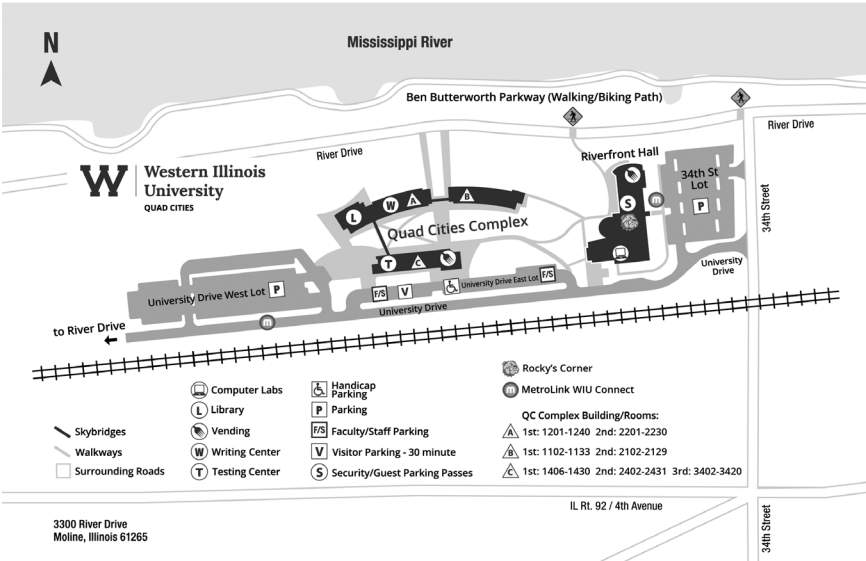 N
Mississippi River
Ben Butterworth Parkway (Walking/Biking Path)
River Drive
River Drive
Riverfront Hall
W
Western Illinois
University
QUAD CITIES
34th St
Lot
P
34th Street
m
S
L
W
A
B
Quad Cities Complex
T
C
University Drive West Lot
P
F/S
V
University Drive East Lot
F/S
University
Drive
University Drive
m
to River Drive
Skybridges
Walkways
Surrounding Roads
Computer Labs
L Library
Vending
W Writing Center
T Testing Center
Handicap
Parking
P Parking
F/S Faculty/Staff Parking
V Visitor Parking - 30 minute
S Security/Guest Parking Passes
Rocky's Corner
m MetroLink WIU Connect
QC Complex Building/Rooms:
A 1st: 1201-1240 2nd: 2201-2230
B 1st: 1102-1133 2nd: 2102-2129
C 1st: 1406-1430 2nd: 2402-2431 3rd: 3402-3420
IL Rt. 92 / 4th Avenue
34th Street
3300 River Drive
Moline, Illinois 61265